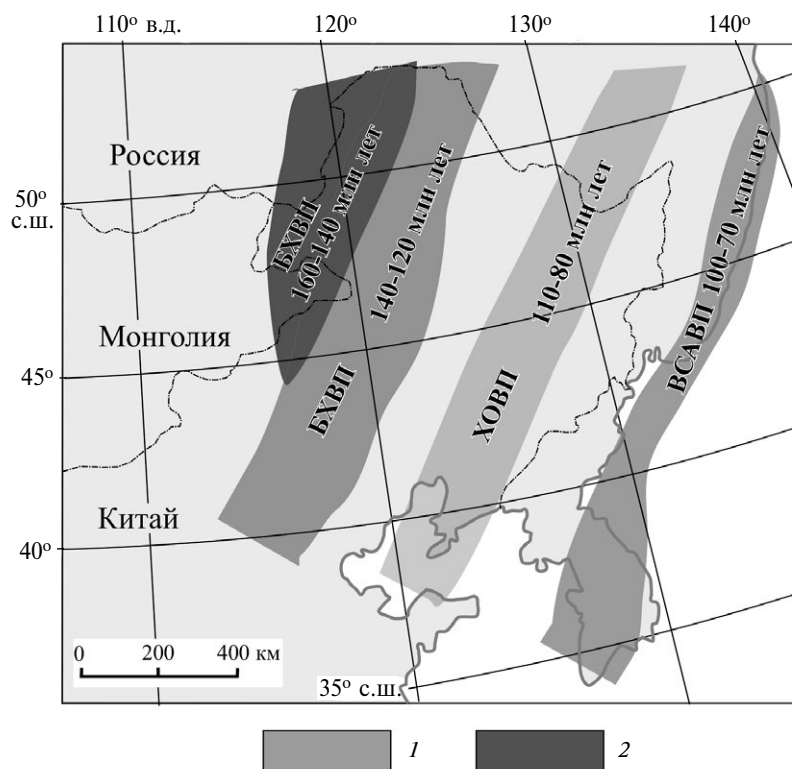 110° в.д.
120°
130°
140°
Россия
50°
с.ш.
БХВП
160-140 млн лет
140-120 млн лет
110-80 млн лет
ВСАВП 100-70 млн лет
Монголия
45°
БХВП
ХОВП
Китай
40°
0 200 400 км
35° с.ш.
1
2